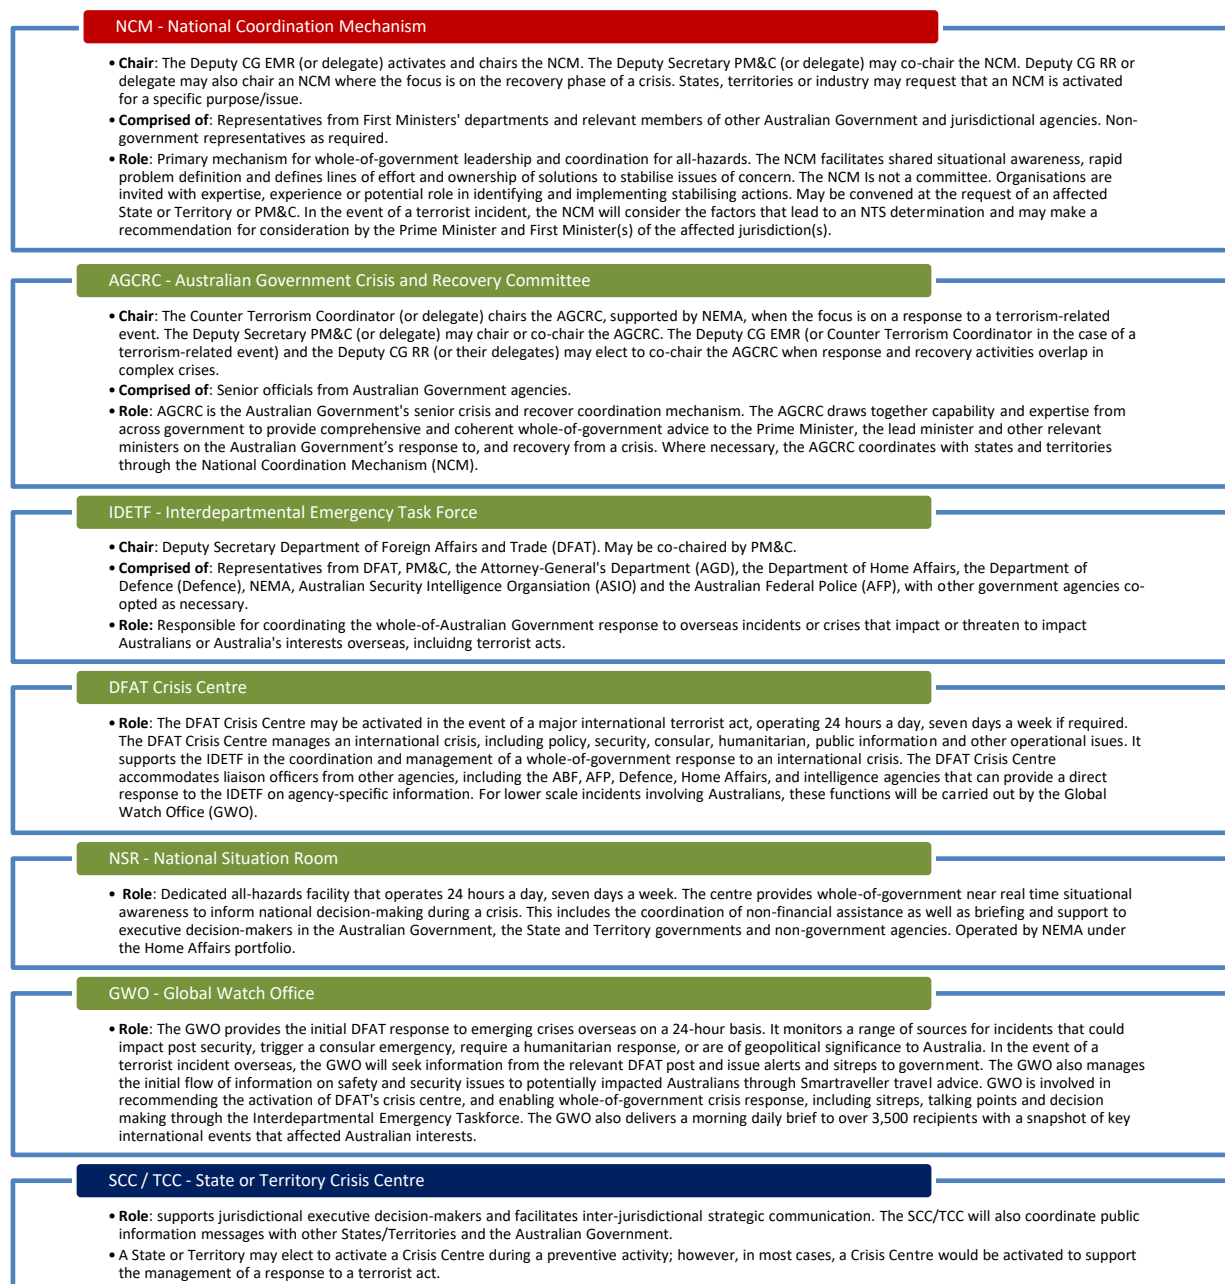 NCM - National Coordination Mechanism
• Chair: The Deputy CG EMR (or delegate) activates and chairs the NCM. The Deputy Secretary PM&C (or delegate) may co-chair the NCM. Deputy CG RR or
delegate may also chair an NCM where the focus is on the recovery phase of a crisis. States, territories or industry may request that an NCM is activated
for a specific purpose/issue.
• Comprised of: Representatives from First Ministers' departments and relevant members of other Australian Government and jurisdictional agencies. Non-
government representatives as required.
• Role: Primary mechanism for whole-of-government leadership and coordination for all-hazards. The NCM facilitates shared situational awareness, rapid
problem definition and defines lines of effort and ownership of solutions to stabilise issues of concern. The NCM Is not a committee. Organisations are
invited with expertise, experience or potential role in identifying and implementing stabilising actions. May be convened at the request of an affected
State or Territory or PM&C. In the event of a terrorist incident, the NCM will consider the factors that lead to an NTS determination and may make a
recommendation for consideration by the Prime Minister and First Minister(s) of the affected jurisdiction(s).
AGCRC - Australian Government Crisis and Recovery Committee
• Chair: The Counter Terrorism Coordinator (or delegate) chairs the AGCRC, supported by NEMA, when the focus is on a response to a terrorism-related
event. The Deputy Secretary PM&C (or delegate) may chair or co-chair the AGCRC. The Deputy CG EMR (or Counter Terrorism Coordinator in the case of a
terrorism-related event) and the Deputy CG RR (or their delegates) may elect to co-chair the AGCRC when response and recovery activities overlap in
complex crises.
• Comprised of: Senior officials from Australian Government agencies.
• Role: AGCRC is the Australian Government's senior crisis and recover coordination mechanism. The AGCRC draws together capability and expertise from
across government to provide comprehensive and coherent whole-of-government advice to the Prime Minister, the lead minister and other relevant
ministers on the Australian Government's response to, and recovery from a crisis. Where necessary, the AGCRC coordinates with states and territories
through the National Coordination Mechanism (NCM).
IDETF - Interdepartmental Emergency Task Force
• Chair: Deputy Secretary Department of Foreign Affairs and Trade (DFAT). May be co-chaired by PM&C.
• Comprised of: Representatives from DFAT, PM&C, the Attorney-General's Department (AGD), the Department of Home Affairs, the Department of
Defence (Defence), NEMA, Australian Security Intelligence Organsiation (ASIO) and the Australian Federal Police (AFP), with other government agencies co-
opted as necessary.
• Role: Responsible for coordinating the whole-of-Australian Government response to overseas incidents or crises that impact or threaten to impact
Australians or Australia's interests overseas, incluidng terrorist acts.
DFAT Crisis Centre
• Role: The DFAT Crisis Centre may be activated in the event of a major international terrorist act, operating 24 hours a day, seven days a week if required.
The DFAT Crisis Centre manages an international crisis, including policy, security, consular, humanitarian, public information and other operational isues. It
supports the IDETF in the coordination and management of a whole-of-government response to an international crisis. The DFAT Crisis Centre
accommodates liaison officers from other agencies, including the ABF, AFP, Defence, Home Affairs, and intelligence agencies that can provide a direct
response to the IDETF on agency-specific information. For lower scale incidents involving Australians, these functions will be carried out by the Global
Watch Office (GWO).
NSR - National Situation Room
• Role: Dedicated all-hazards facility that operates 24 hours a day, seven days a week. The centre provides whole-of-government near real time situational
awareness to inform national decision-making during a crisis. This includes the coordination of non-financial assistance as well as briefing and support to
executive decision-makers in the Australian Government, the State and Territory governments and non-government agencies. Operated by NEMA under
the Home Affairs portfolio.
GWO - Global Watch Office
• Role: The GWO provides the initial DFAT response to emerging crises overseas on a 24-hour basis. It monitors a range of sources for incidents that could
impact post security, trigger a consular emergency, require a humanitarian response, or are of geopolitical significance to Australia. In the event of a
terrorist incident overseas, the GWO will seek information from the relevant DFAT post and issue alerts and sitreps to government. The GWO also manages
the initial flow of information on safety and security issues to potentially impacted Australians through Smartraveller travel advice. GWO is involved in
recommending the activation of DFAT's crisis centre, and enabling whole-of-government crisis response, including sitreps, talking points and decision
making through the Interdepartmental Emergency Taskforce. The GWO also delivers a morning daily brief to over 3,500 recipients with a snapshot of key
international events that affected Australian interests.
SCC / TCC - State or Territory Crisis Centre
• Role: supports jurisdictional executive decision-makers and facilitates inter-jurisdictional strategic communication. The SCC/TCC will also coordinate public
information messages with other States/Territories and the Australian Government.
• A State or Territory may elect to activate a Crisis Centre during a preventive activity; however, in most cases, a Crisis Centre would be activated to support
the management of a response to a terrorist act.